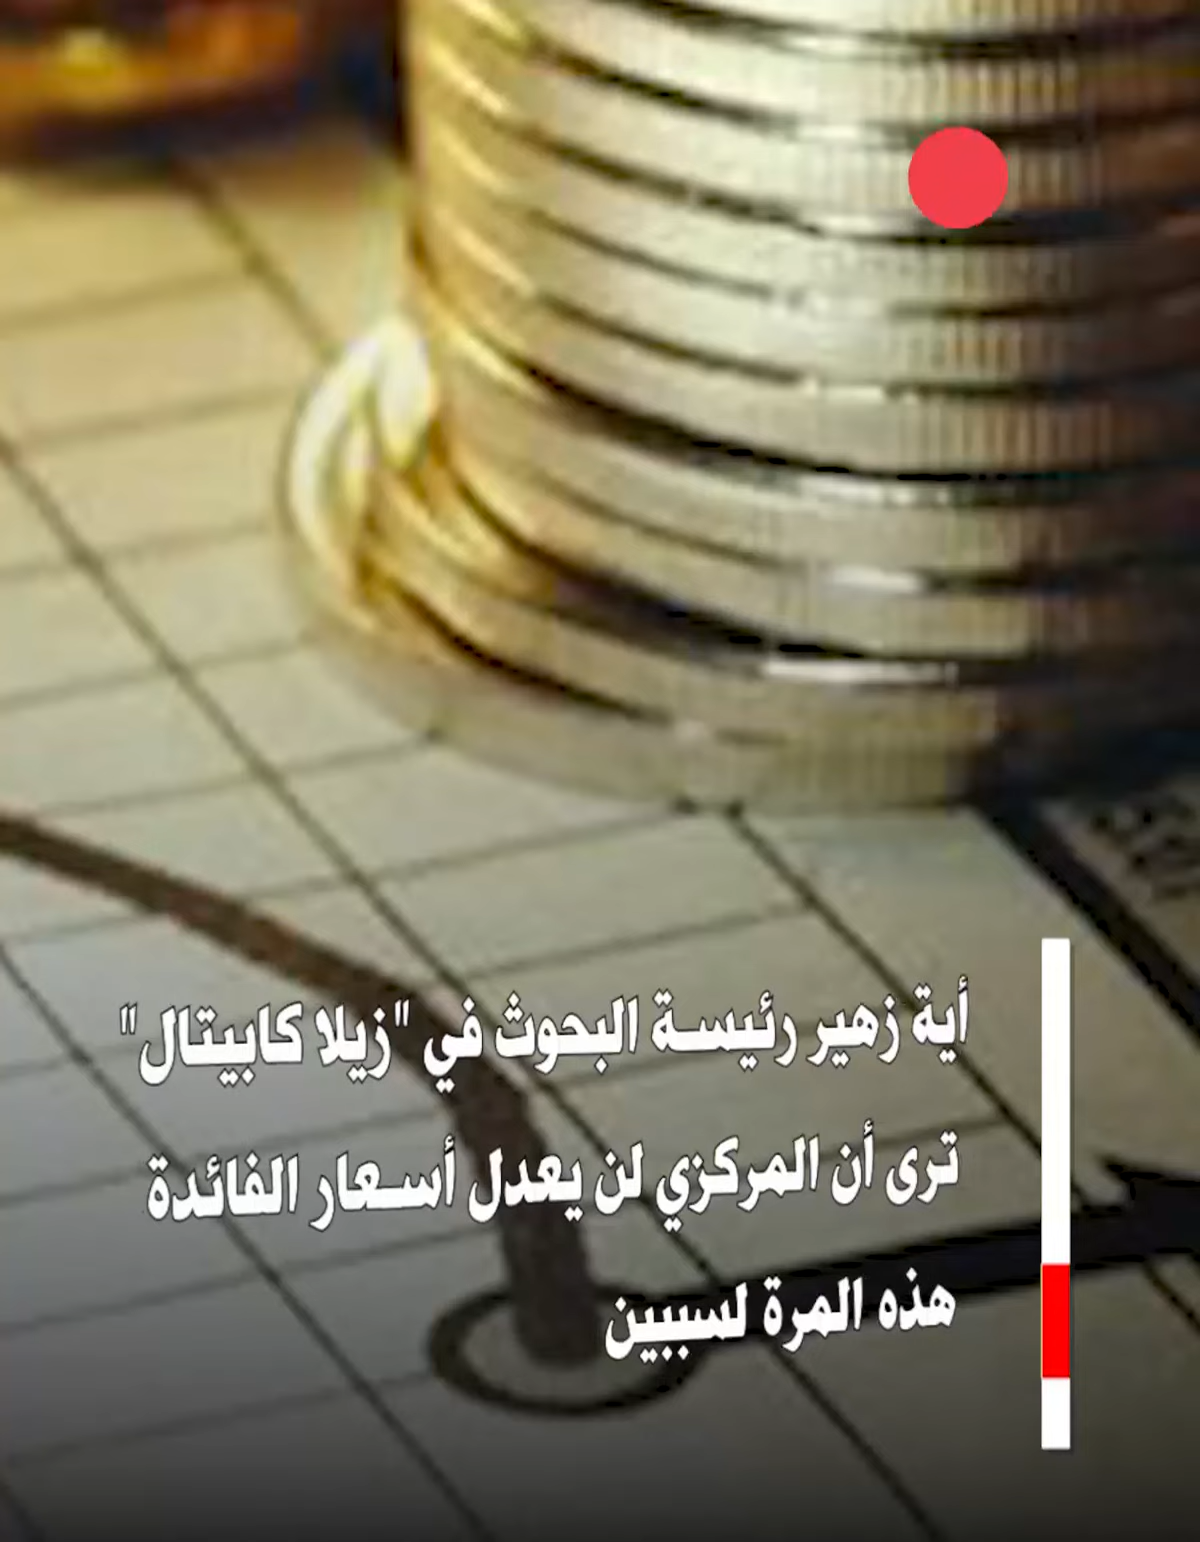 أية زهير رئيسة البحوث في "زيلا كابيتال"
ترى أن المركزي لن يعدل أسعار الفائدة
هذه المرة لسببين